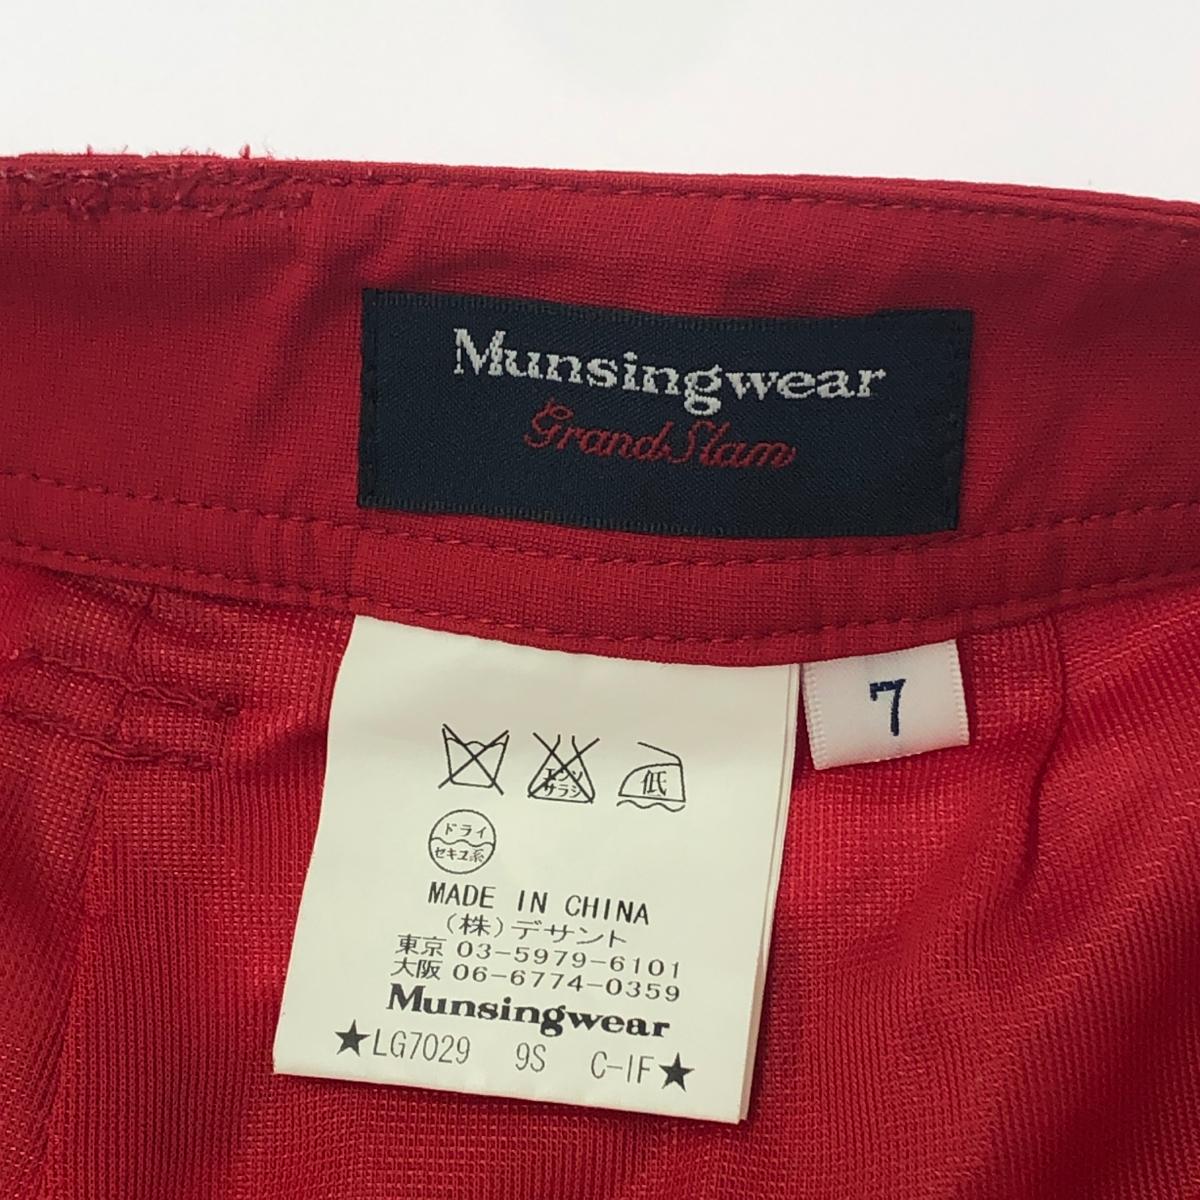 Munsingwear
Grand Slam
7
エンソ
サラシ
低
ドライ
セキユ系
MADE IN CHINA
(株)デサント
東京 03-5979-6101
大阪 06-6774-0359
Munsingwear
★LG7029 9S C-IF★